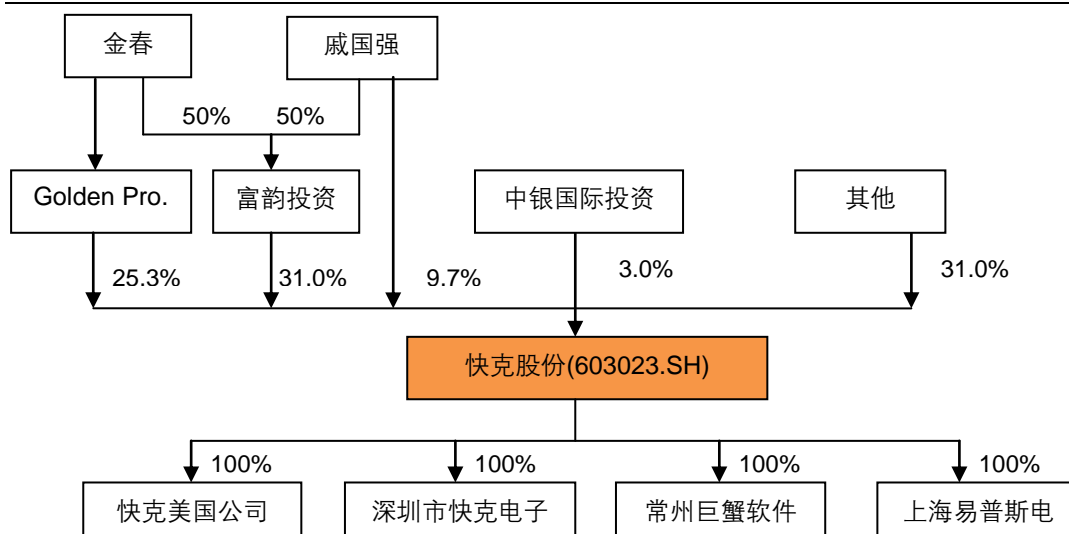 金春
戚国强
50%
50%
Golden Pro.
富韵投资
中银国际投资
其他
25.3%
31.0%
9.7%
3.0%
31.0%
快克股份(603023.SH)
100%
100%
100%
100%
快克美国公司
深圳市快克电子
常州巨蟹软件
上海易普斯电